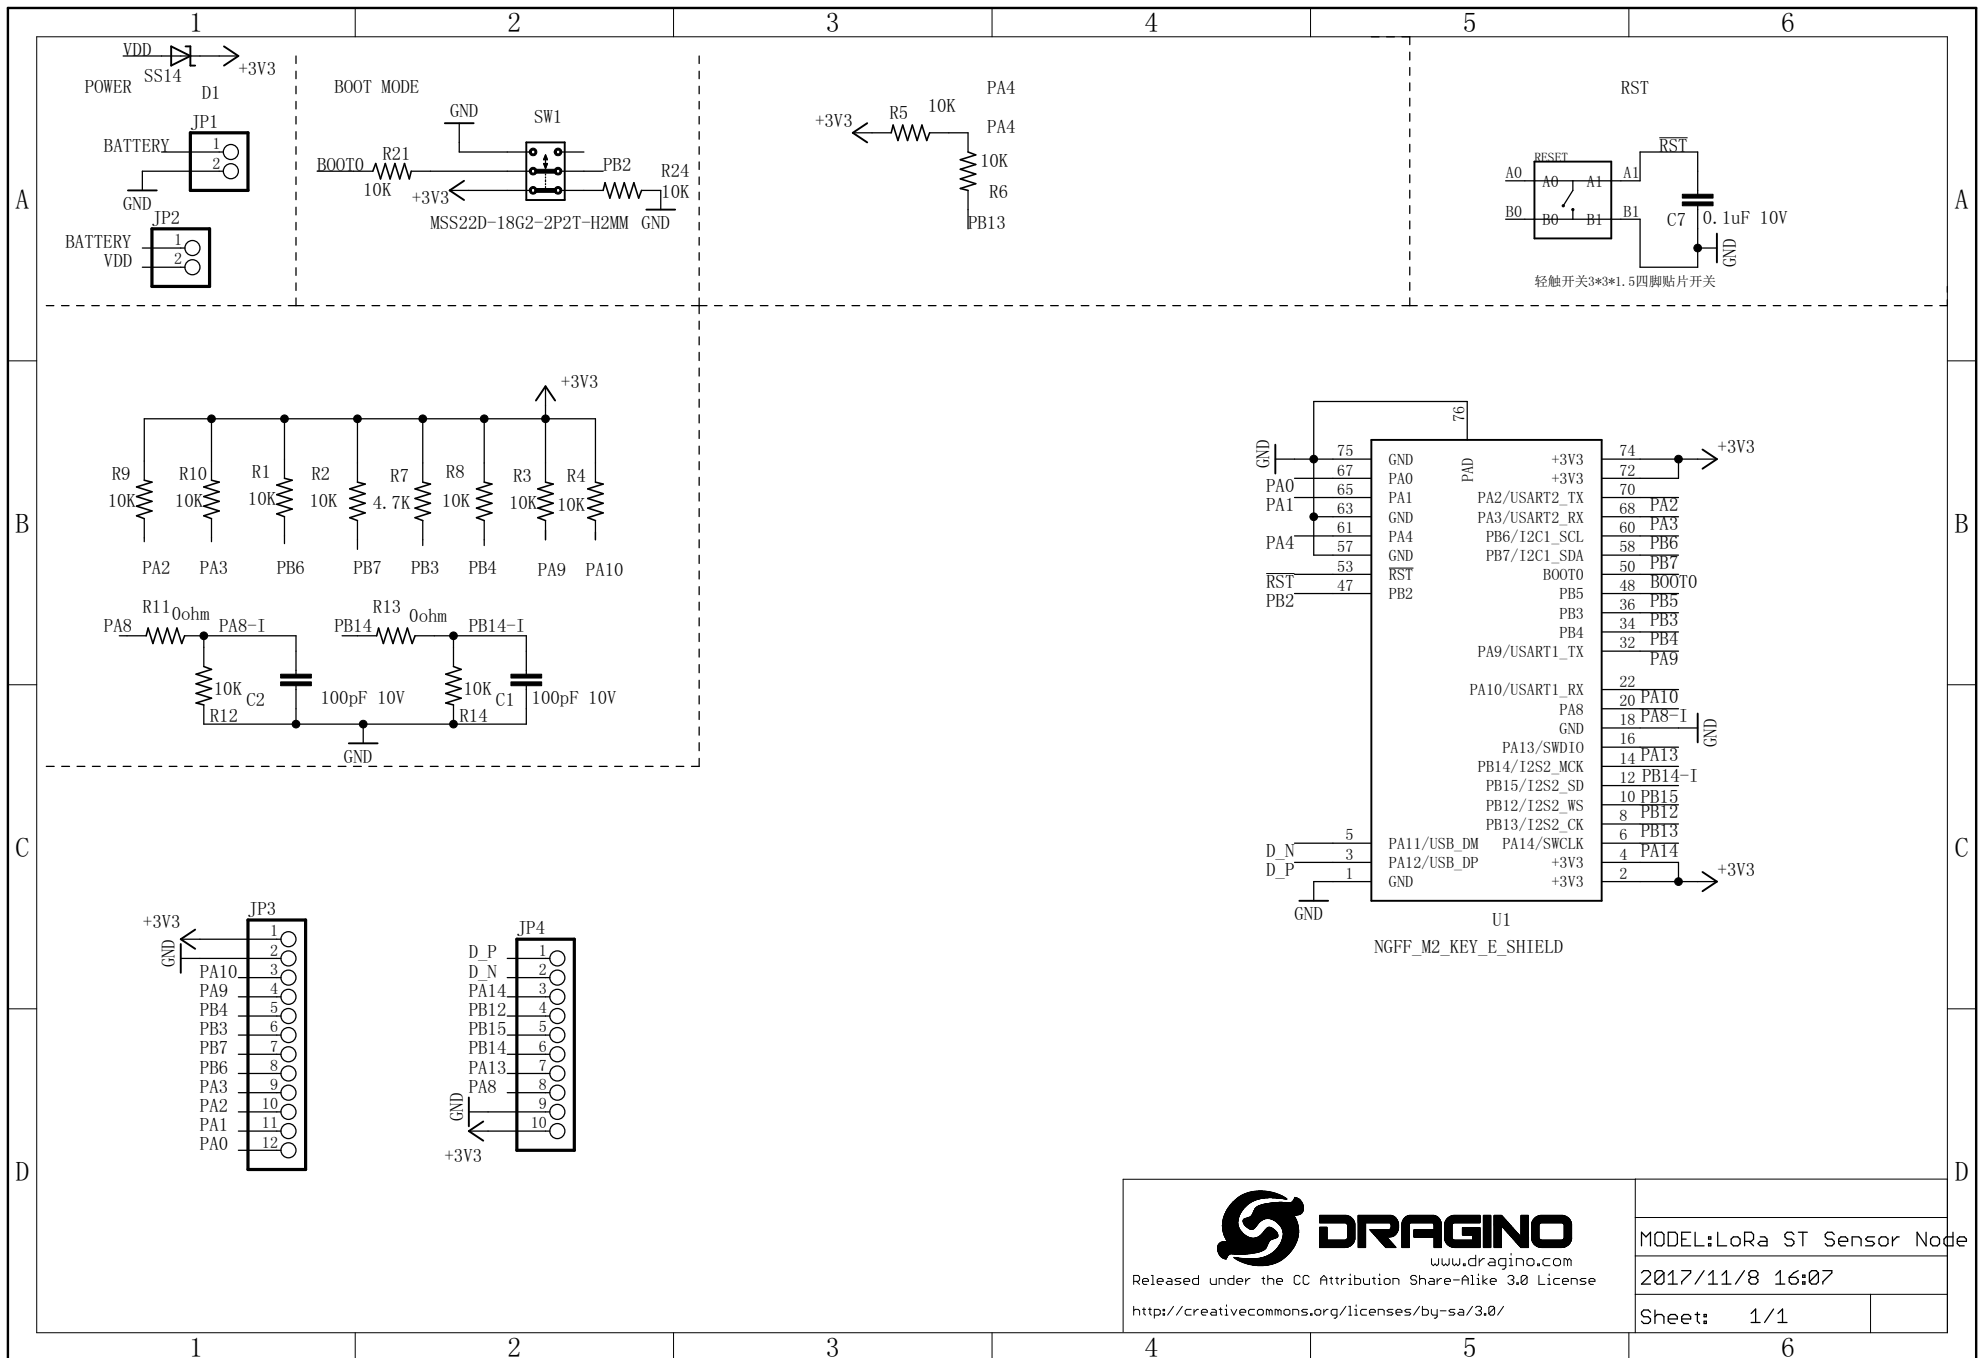 1 2 3 4 5 6
A
B
C
D
VDD
SS14
+3V3
POWER
D1
JP1
BATTERY 1
2
GND
JP2
BATTERY 1
VDD 2
BOOT MODE
GND
SW1
BOOT0 R21
10K
+3V3
PB2
R24
10K
MSS22D-18G2-2P2T-H2MM GND
PA4
+3V3 R5 10K
PA4
10K
R6
PB13
RST
RST
RESET
A0 A0 A1 A1
B0 B0 B1 B1
C7 0.1uF 10V
GND
轻触开关3*3*1.5四脚贴片开关
+3V3
R9 R10 R1 R2 R7 R8 R3 R4
10K 10K 10K 10K 4.7K 10K 10K 10K
PA2 PA3 PB6 PB7 PB3 PB4 PA9 PA10
PA8 R11 0ohm PA8-I
10K
R12
C2 100pF 10V
PB14 R13 0ohm PB14-I
10K
R14
C1 100pF 10V
GND
76
PAD
GND 75 GND
PA0 67 PA0
PA1 65 PA1
63 GND
PA4 61 PA4
57 GND
RST 53 RST
PB2 47 PB2
D_N 5 PA11/USB_DM
D_P 3 PA12/USB_DP
GND 1 GND
+3V3 74 +3V3
+3V3 72
PA2/USART2_TX 70 PA2
PA3/USART2_RX 68 PA3
PB6/I2C1_SCL 60 PB6
PB7/I2C1_SDA 58 PB7
BOOT0 50 BOOT0
PB5 48 PB5
PB3 36 PB3
PB4 34 PB4
PA9/USART1_TX 32 PA9
PA10/USART1_RX 22 PA10
PA8 20 PA8-I
GND 18 GND
PA13/SWDIO 16 PA13
PB14/I2S2_MCK 14 PB14-I
PB15/I2S2_SD 12 PB15
PB12/I2S2_WS 10 PB12
PB13/I2S2_CK 8 PB13
PA14/SWCLK 6 PA14
+3V3 4
+3V3 2 +3V3
U1
NGFF_M2_KEY_E_SHIELD
JP3
+3V3 1
GND 2
PA10 3
PA9 4
PB4 5
PB3 6
PB7 7
PB6 8
PA3 9
PA2 10
PA1 11
PA0 12
JP4
D_P 1
D_N 2
PA14 3
PB12 4
PB15 5
PB14 6
PA13 7
PA8 8
GND 9
+3V3 10
DRAGINO
www.dragino.com
Released under the CC Attribution Share-Alike 3.0 License
http://creativecommons.org/licenses/by-sa/3.0/
MODEL:LoRa ST Sensor Node
2017/11/8 16:07
Sheet: 1/1
A
B
C
D
1 2 3 4 5 6